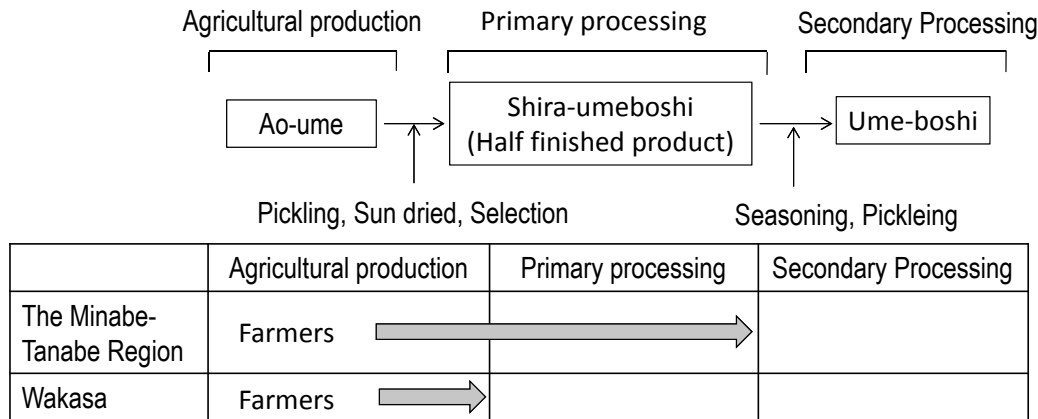 Agricultural production
Primary processing
Secondary Processing
Ao-ume
Shira-umeboshi
(Half finished product)
Ume-boshi
Pickling, Sun dried, Selection
Seasoning, Pickleing
Agricultural production
Primary processing
Secondary Processing
The Minabe-
Tanabe Region
Farmers
Wakasa
Farmers